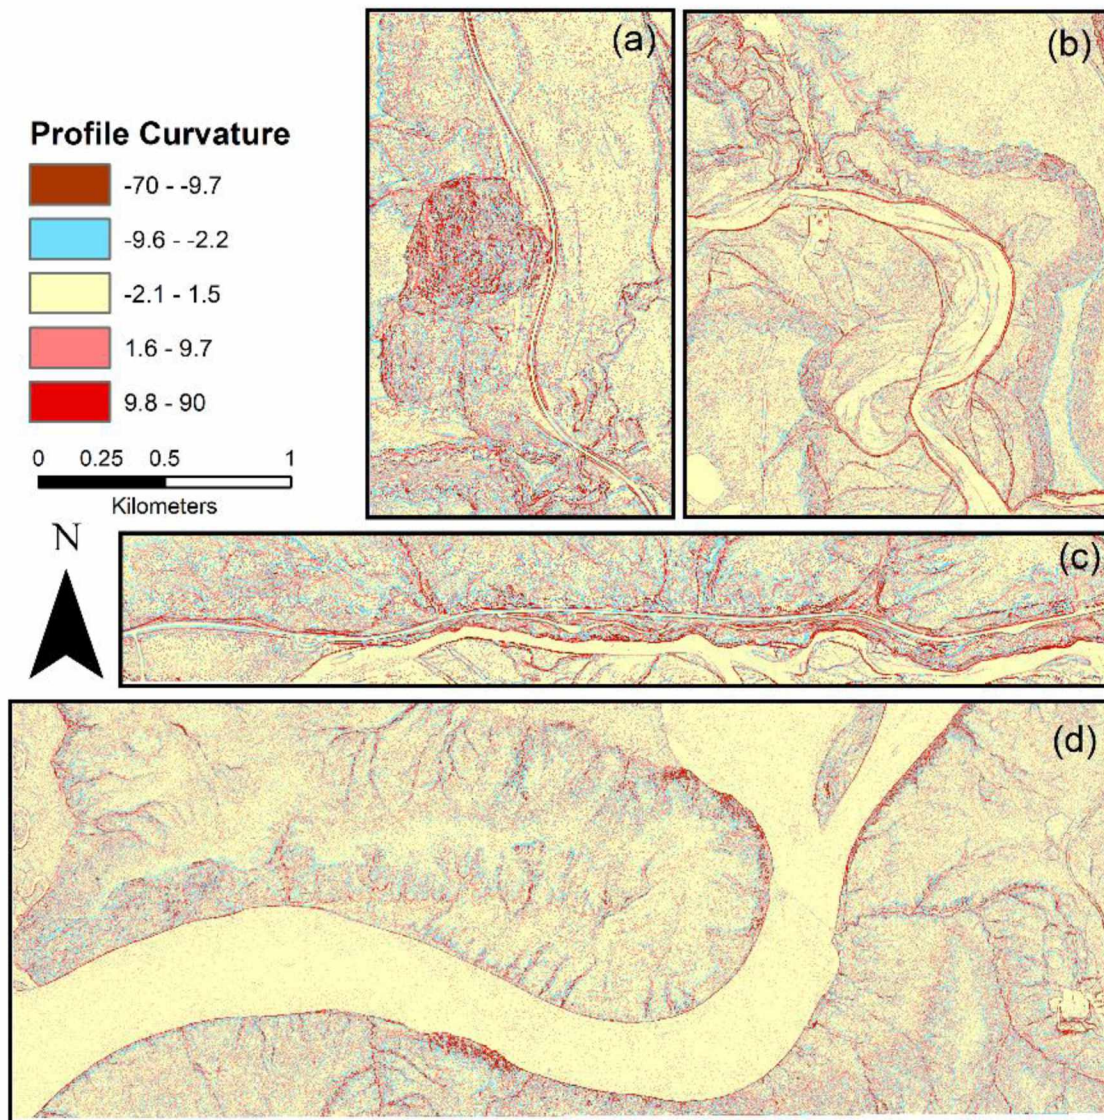 (a)
(b)
Profile Curvature
-70 - -9.7
-9.6 - -2.2
-2.1 - 1.5
1.6 - 9.7
9.8 - 90
0 0.25 0.5 1
Kilometers
N
(c)
(d)